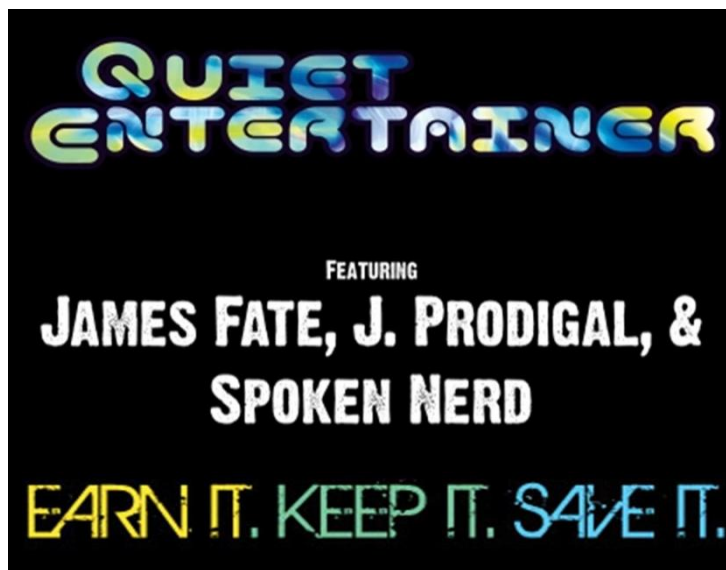 QUIET
ENTERTAINER
FEATURING
JAMES FATE, J. PRODIGAL, &
SPOKEN NERD
EARN IT. KEEP IT. SAVE IT.